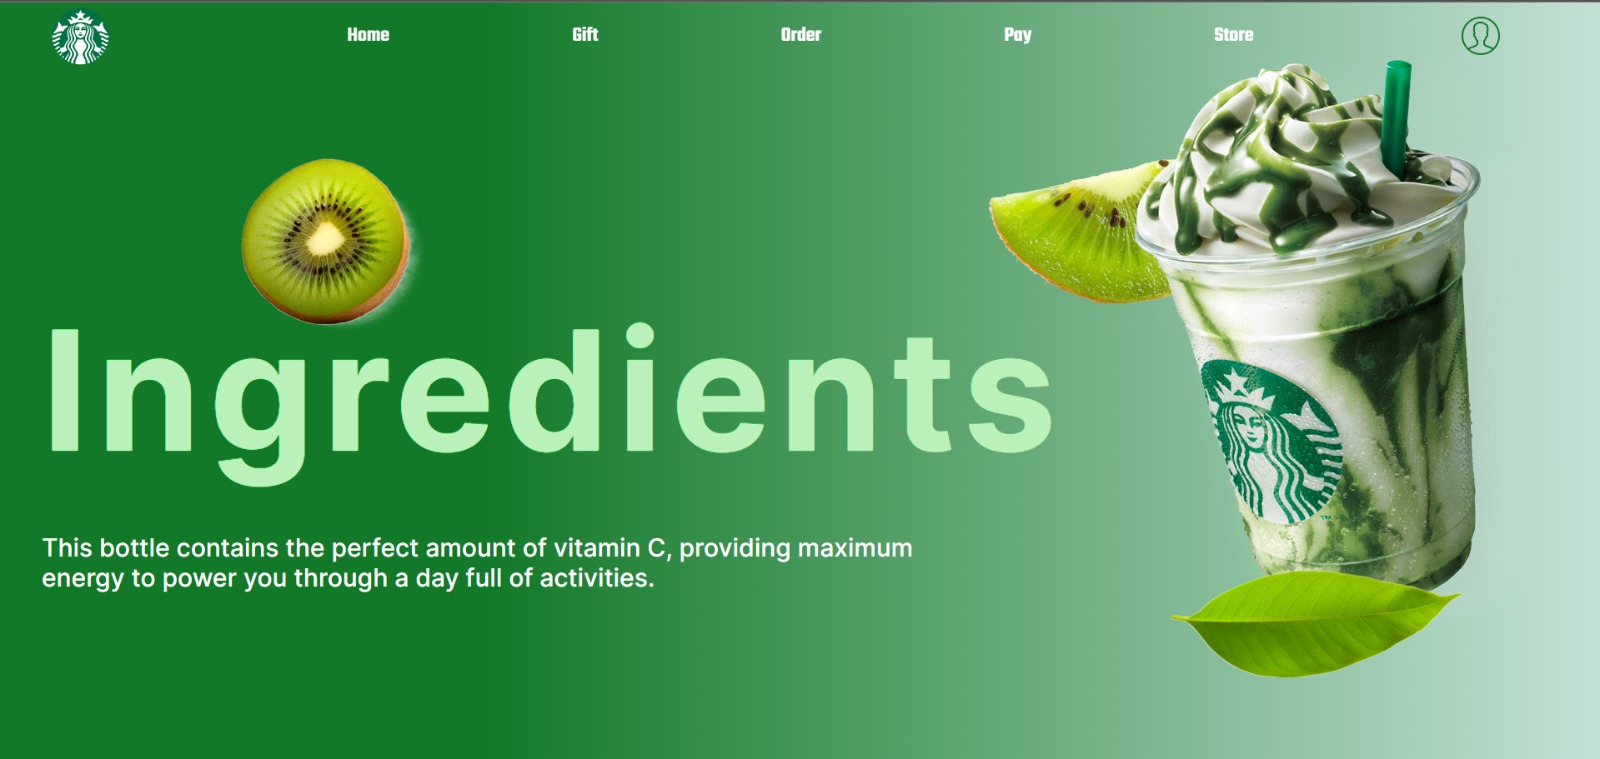 Home Gift Order Pay Store
Ingredients
This bottle contains the perfect amount of vitamin C, providing maximum
energy to power you through a day full of activities.
TM